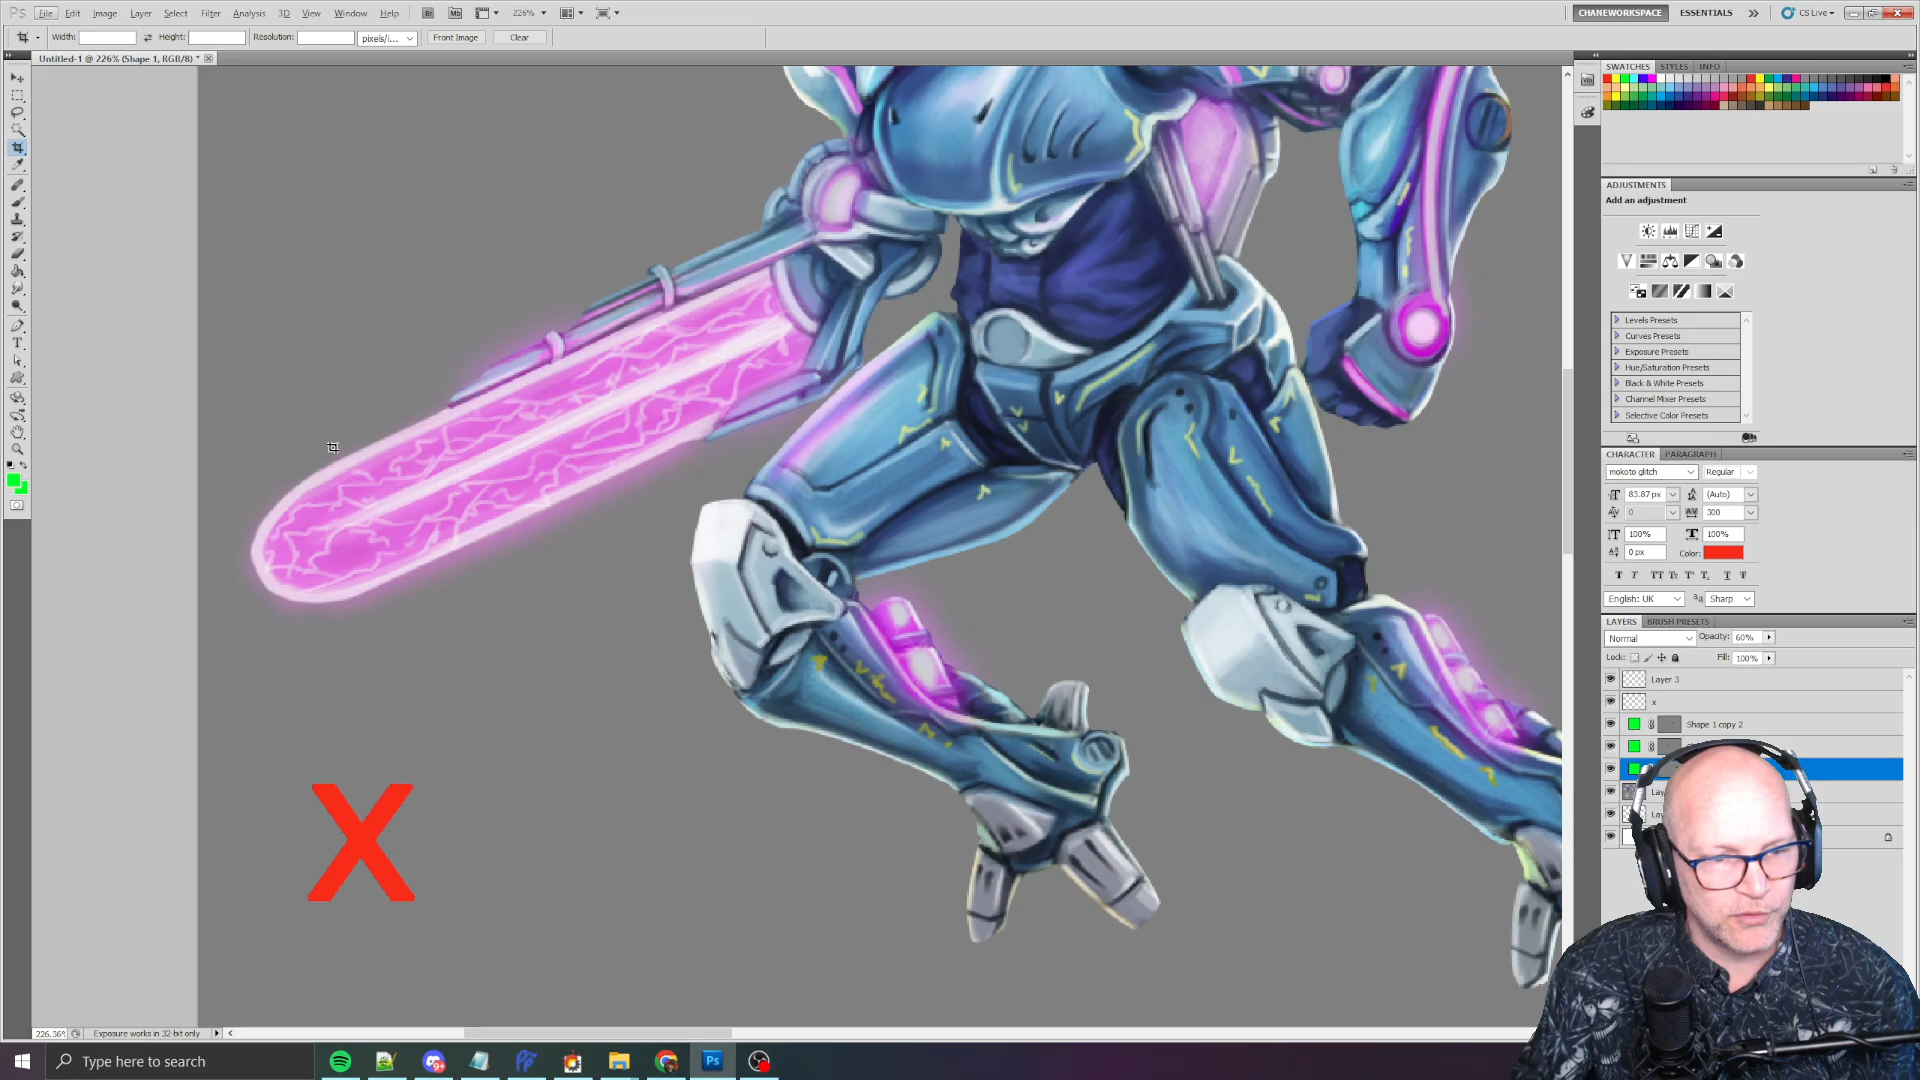 Ps File Edit Image Layer Select Filter Analysis 3D View Window Help Br Mb 226% CHANEWORKSPACE ESSENTIALS CS Live
Width: Height: Resolution: pixels/i... Front Image Clear
Untitled-1 @ 226% (Shape 1, RGB/8) *
SWATCHES STYLES INFO
ADJUSTMENTS
Add an adjustment
Levels Presets
Curves Presets
Exposure Presets
Hue/Saturation Presets
Black & White Presets
Channel Mixer Presets
Selective Color Presets
CHARACTER PARAGRAPH
mokoto glitch Regular
83.87 px (Auto)
0 300
100% 100%
0 px Color:
English: UK Sharp
LAYERS BRUSH PRESETS
Normal Opacity: 60%
Lock: Fill: 100%
Layer 3
x
Shape 1 copy 2
X
226.36% Exposure works in 32-bit only
Type here to search
9+
Ps